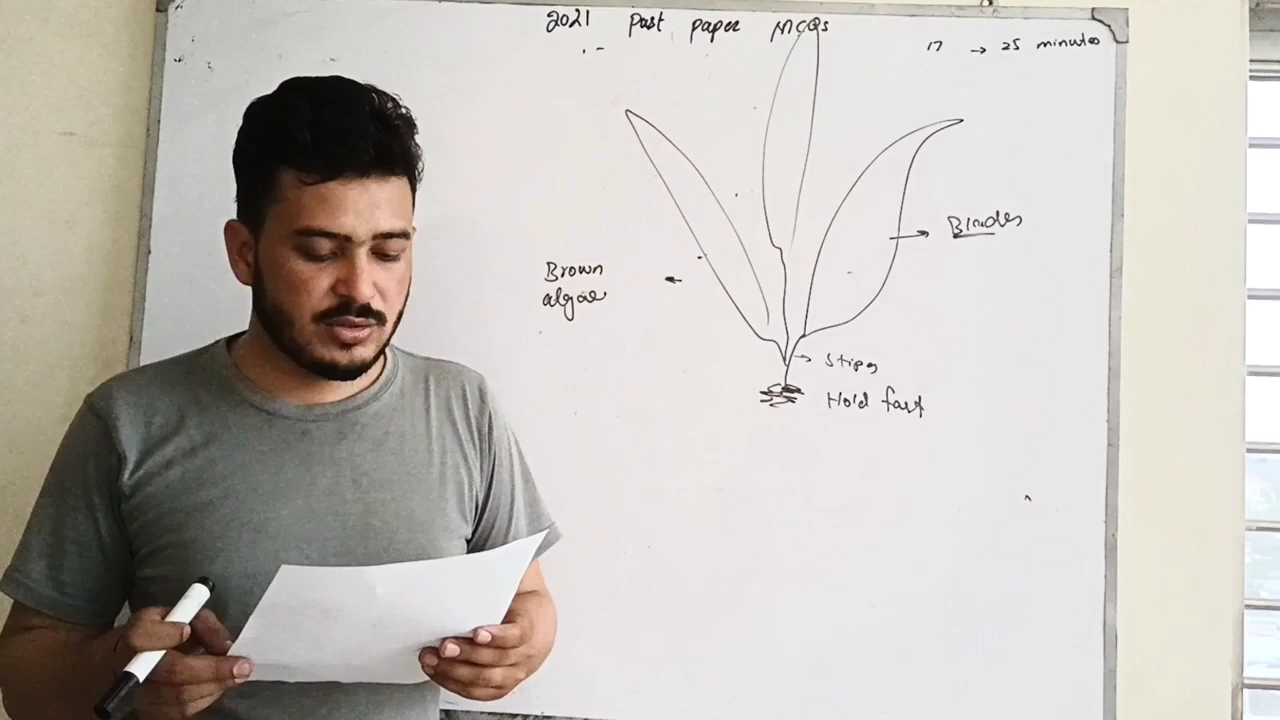 2021 Past paper MCQs
17 → 25 minutes
Blades
Brown
algae
Stipes
Hold fast